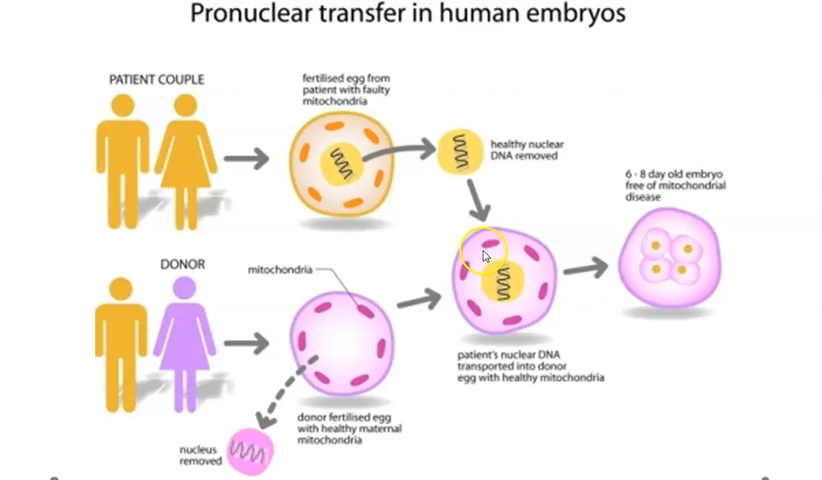 Pronuclear transfer in human embryos
PATIENT COUPLE
fertilised egg from
patient with faulty
mitochondria
healthy nuclear
DNA removed
6 - 8 day old embryo
free of mitochondrial
disease
DONOR
mitochondria
patient's nuclear DNA
transported into donor
egg with healthy mitochondria
donor fertilised egg
with healthy maternal
mitochondria
nucleus
removed